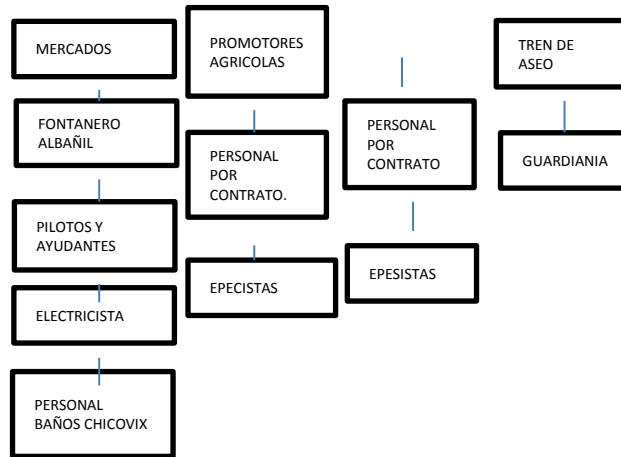 MERCADOS
FONTANERO
ALBAÑIL
PILOTOS Y
AYUDANTES
ELECTRICISTA
PERSONAL
BAÑOS CHICOVIX
PROMOTORES
AGRICOLAS
PERSONAL
POR
CONTRATO.
EPECISTAS
PERSONAL
POR
CONTRATO
EPESISTAS
TREN DE
ASEO
GUARDIANIA